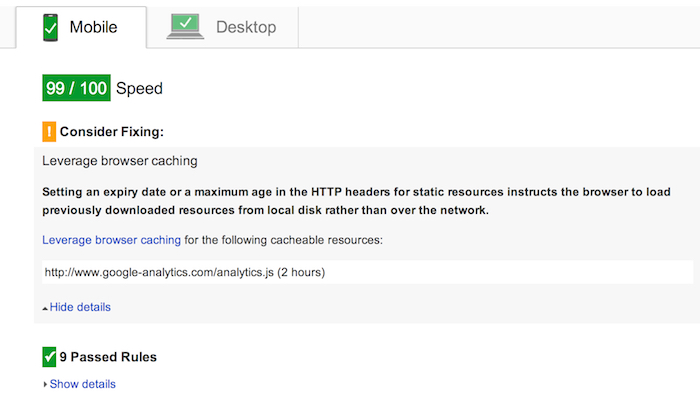 Mobile
Desktop
99 / 100 Speed
! Consider Fixing:
Leverage browser caching
Setting an expiry date or a maximum age in the HTTP headers for static resources instructs the browser to load
previously downloaded resources from local disk rather than over the network.
Leverage browser caching for the following cacheable resources:
http://www.google-analytics.com/analytics.js (2 hours)
Hide details
9 Passed Rules
Show details